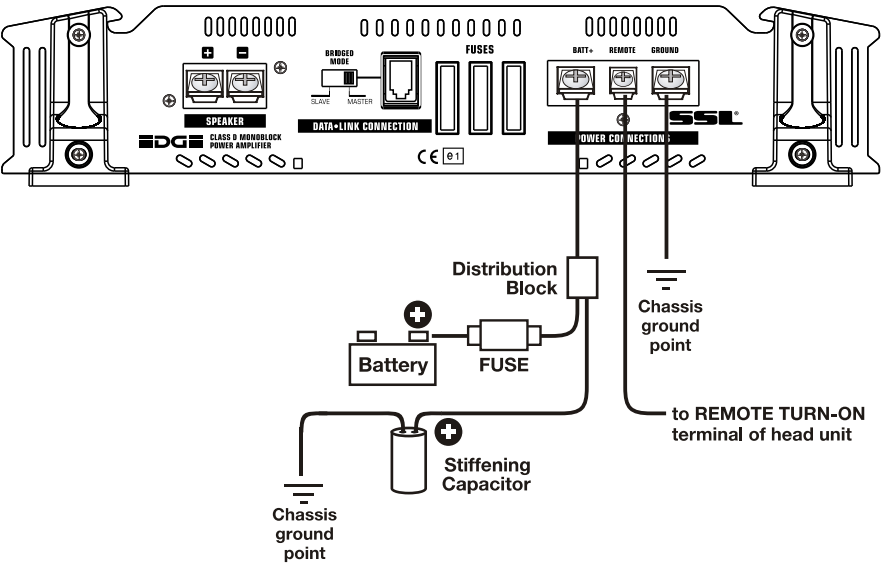 BRIDGED
MODE
FUSES
BATT+ REMOTE GROUND
SLAVE MASTER
SPEAKER
DATA•LINK CONNECTION
SSL®
EDGE CLASS D MONOBLOCK
POWER AMPLIFIER
POWER CONNECTIONS
CE e1
Distribution
Block
Chassis
ground
point
Battery
FUSE
to REMOTE TURN-ON
terminal of head unit
Stiffening
Capacitor
Chassis
ground
point